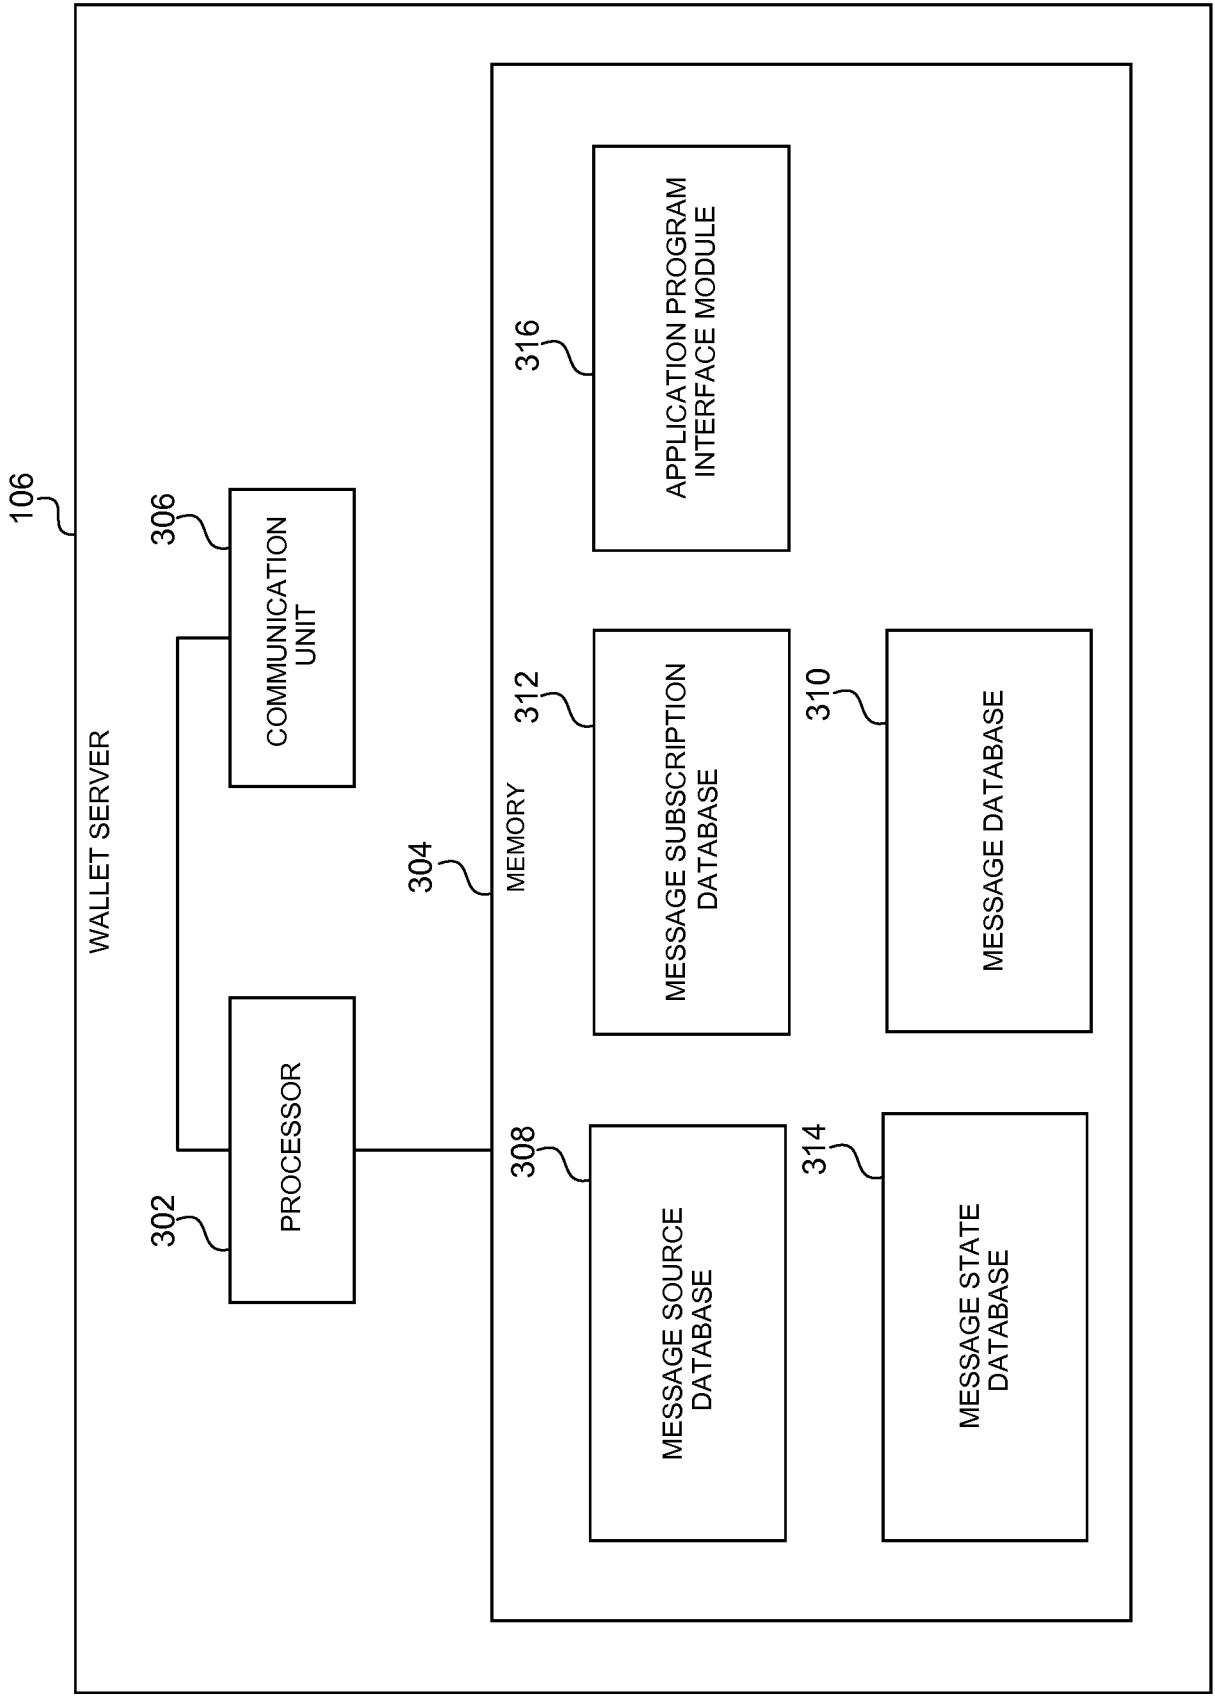 106
WALLET SERVER
302
PROCESSOR
306
COMMUNICATION
UNIT
304
MEMORY
308
MESSAGE SOURCE
DATABASE
312
MESSAGE SUBSCRIPTION
DATABASE
316
APPLICATION PROGRAM
INTERFACE MODULE
314
MESSAGE STATE
DATABASE
310
MESSAGE DATABASE